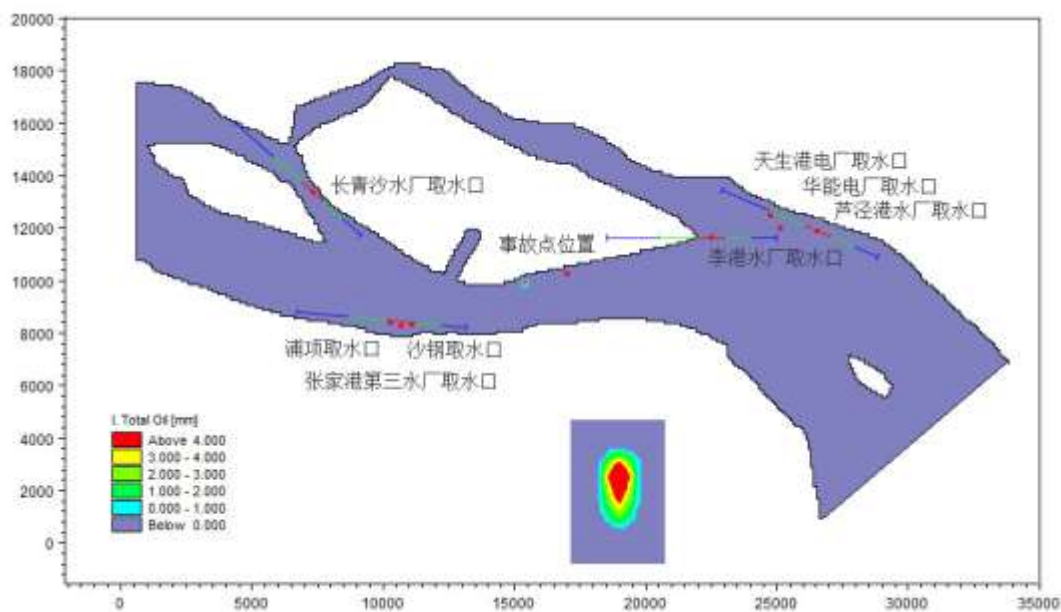 20000
18000
16000
14000
12000
10000
8000
6000
4000
2000
0
天生港电厂取水口
华能电厂取水口
芦泾港水厂取水口
长青沙水厂取水口
事故点位置
李港水厂取水口
浦项取水口 沙钢取水口
张家港第三水厂取水口
Total Oil [mm]
Above 4.000
3.000 - 4.000
2.000 - 3.000
1.000 - 2.000
0.000 - 1.000
Below 0.000
0 5000 10000 15000 20000 25000 30000 35000